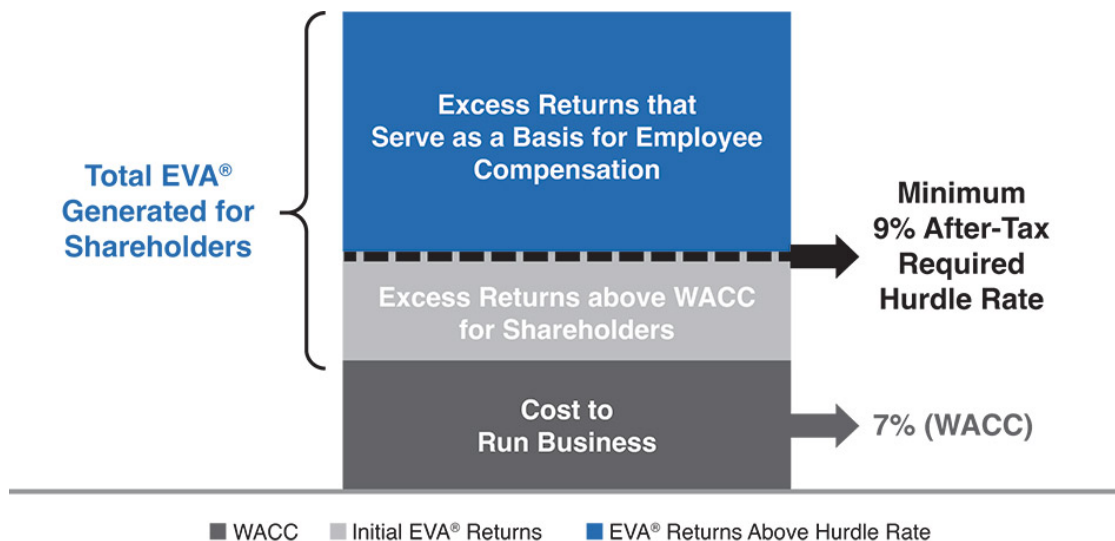 Excess Returns that
Serve as a Basis for Employee
Compensation
Total EVA®
Generated for
Shareholders
Minimum
9% After-Tax
Required
Hurdle Rate
Excess Returns above WACC
for Shareholders
Cost to
Run Business
7% (WACC)
WACC
Initial EVA® Returns
EVA® Returns Above Hurdle Rate